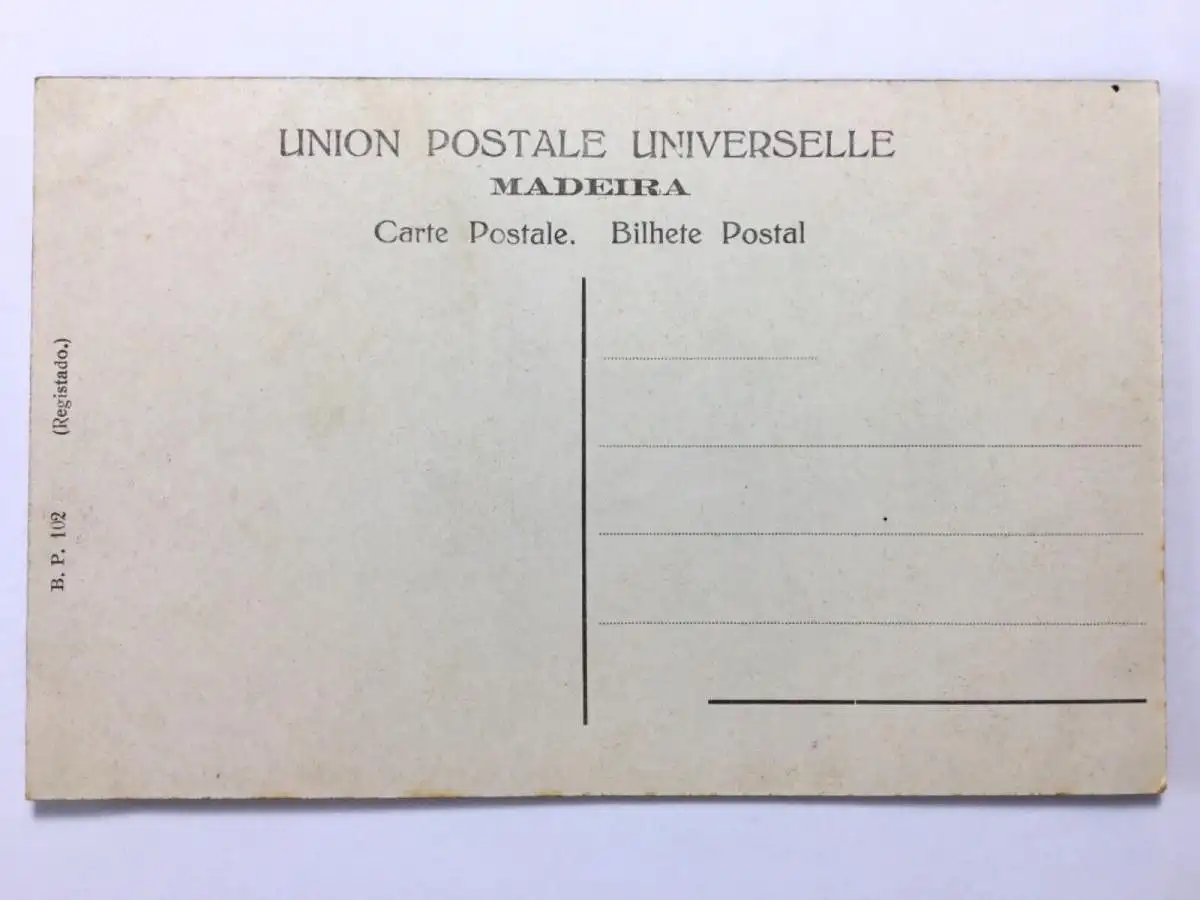 UNION POSTALE UNIVERSELLE
MADEIRA
Carte Postale. Bilhete Postal
B. P. 102 (Registado.)